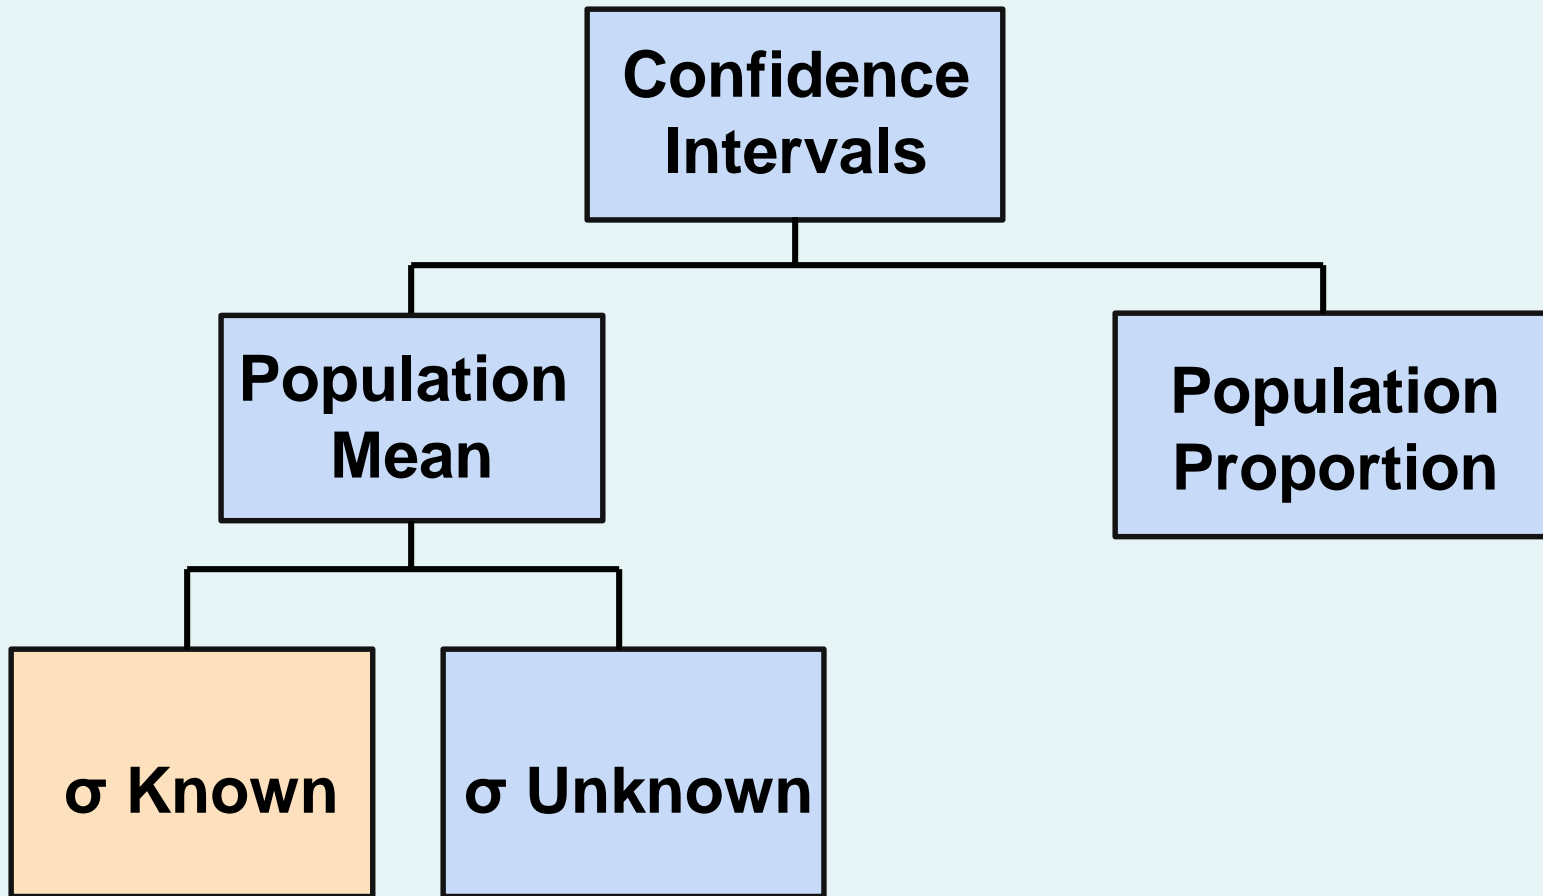 Confidence
Intervals
Population
Mean
Population
Proportion
σ Known
σ Unknown